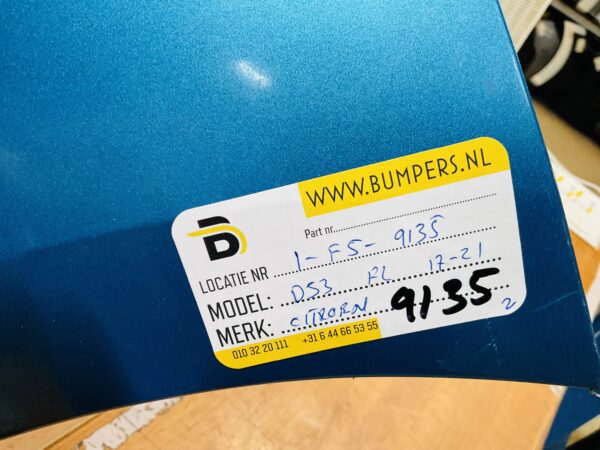 WWW.BUMPERS.NL
Part nr.
LOCATIE NR 1-F5-9135
MODEL: DS3 FL 17-21
MERK: CITROEN 9135 2
010 32 20 111 +31 6 44 66 53 55